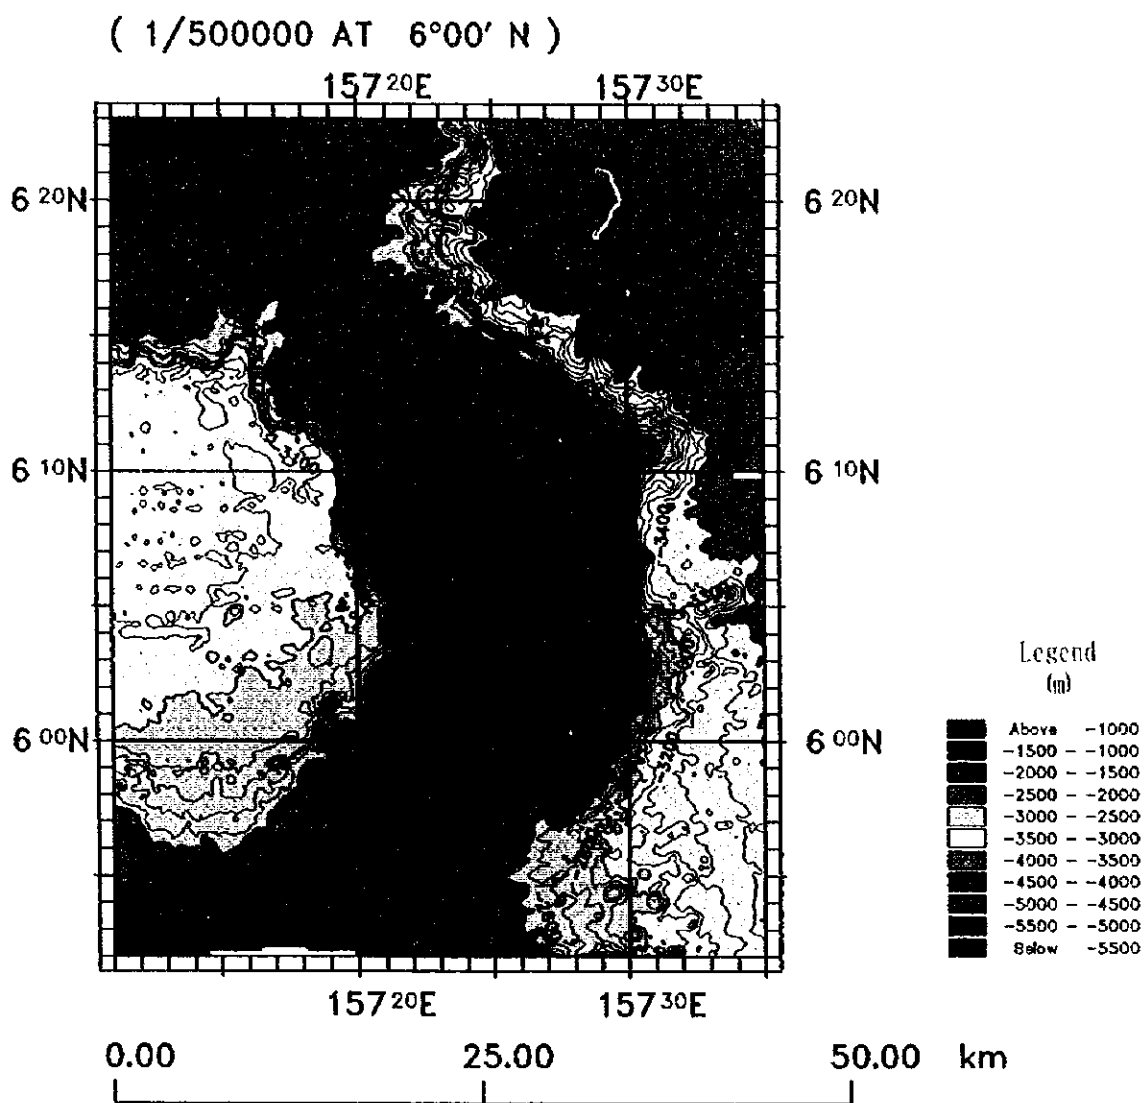 ( 1/500000 AT 6°00' N )
157 20E 157 30E
6 20N 6 20N
6 10N 6 10N
-3400
6 00N 6 00N
-3200
157 20E 157 30E
Legend
(m)
Above -1000
-1500 - -1000
-2000 - -1500
-2500 - -2000
-3000 - -2500
-3500 - -3000
-4000 - -3500
-4500 - -4000
-5000 - -4500
-5500 - -5000
Below -5500
0.00 25.00 50.00 km